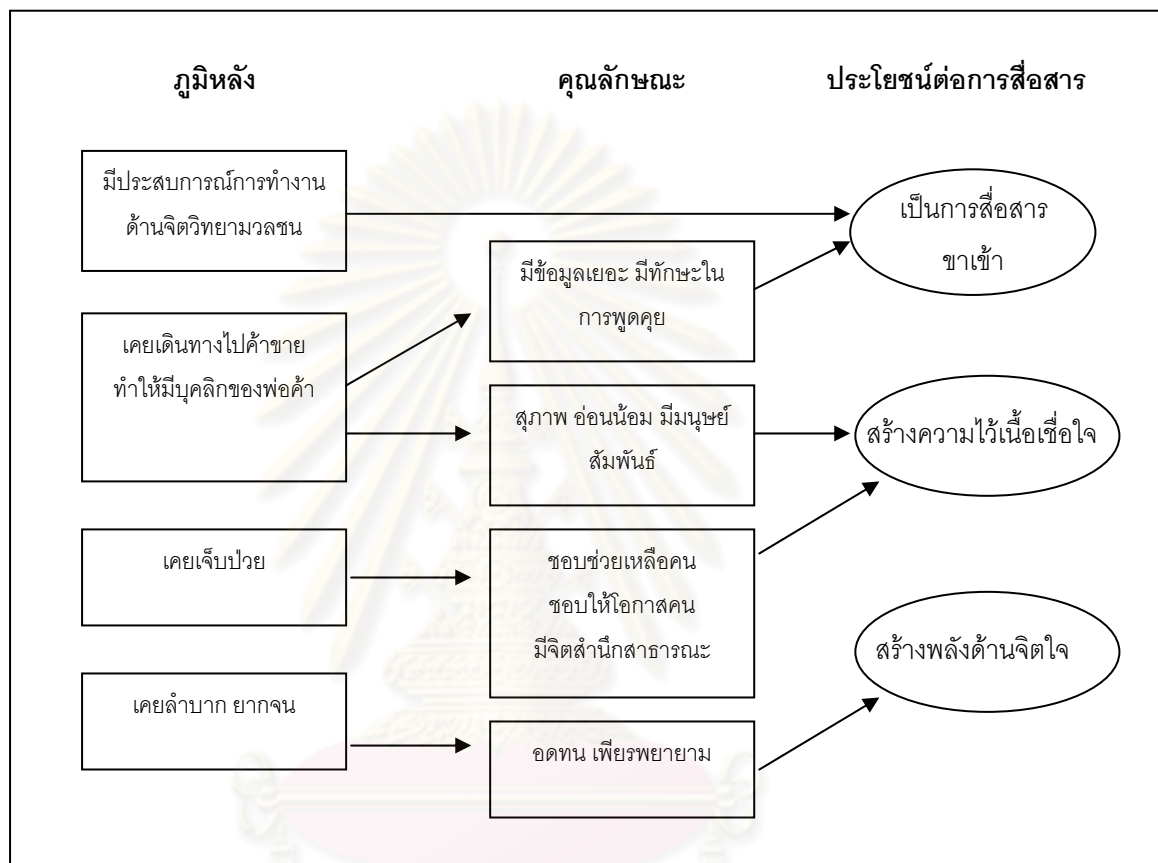 ภูมิหลัง
คุณลักษณะ
ประโยชน์ต่อการสื่อสาร
มีประสบการณ์การทำงาน
ด้านจิตวิทยามวลชน
เป็นการสื่อสาร
ขาเข้า
มีข้อมูลเยอะ มีทักษะใน
การพูดคุย
เคยเดินทางไปค้าขาย
ทำให้มีบุคลิกของพ่อค้า
สุภาพ อ่อนน้อม มีมนุษย์
สัมพันธ์
สร้างความไว้เนื้อเชื่อใจ
เคยเจ็บป่วย
ชอบช่วยเหลือคน
ชอบให้โอกาสคน
มีจิตสำนึกสาธารณะ
สร้างพลังด้านจิตใจ
เคยลำบาก ยากจน
อดทน เพียรพยายาม